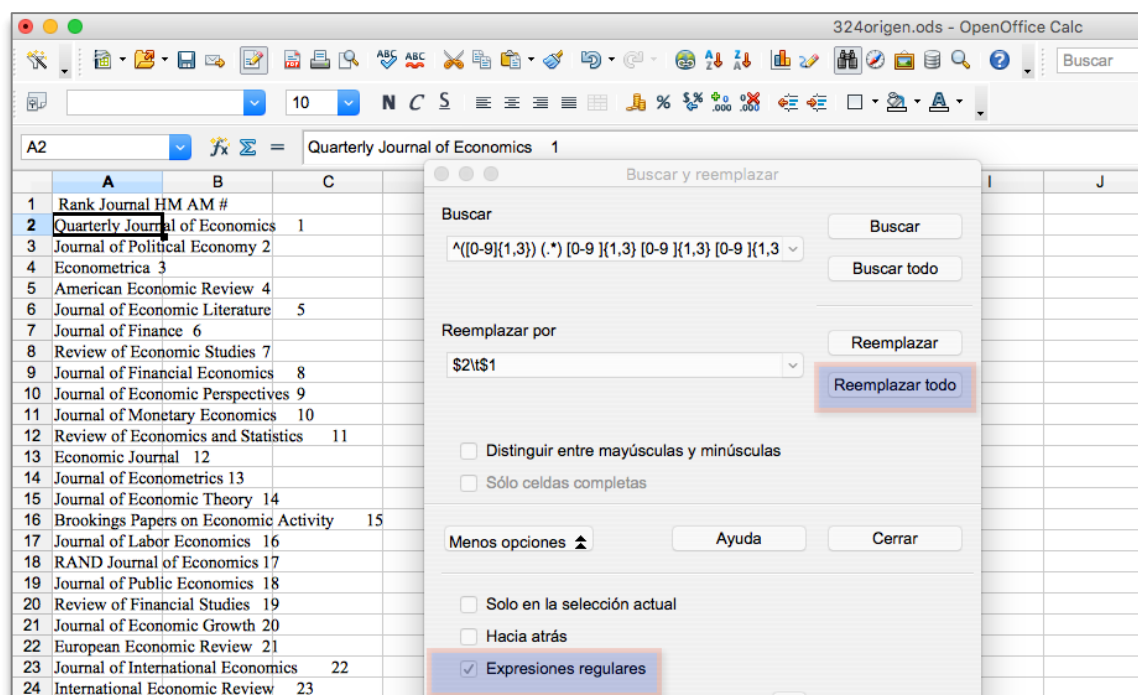 324origen.ods - OpenOffice Calc
ABC ABC A Z Z A Buscar
10 N C S % $% .000 .000 A
A2 fx Σ = Quarterly Journal of Economics 1
A B C I J
1 Rank Journal HM AM #
2 Quarterly Journal of Economics 1
3 Journal of Political Economy 2
4 Econometrica 3
5 American Economic Review 4
6 Journal of Economic Literature 5
7 Journal of Finance 6
8 Review of Economic Studies 7
9 Journal of Financial Economics 8
10 Journal of Economic Perspectives 9
11 Journal of Monetary Economics 10
12 Review of Economics and Statistics 11
13 Economic Journal 12
14 Journal of Econometrics 13
15 Journal of Economic Theory 14
16 Brookings Papers on Economic Activity 15
17 Journal of Labor Economics 16
18 RAND Journal of Economics 17
19 Journal of Public Economics 18
20 Review of Financial Studies 19
21 Journal of Economic Growth 20
22 European Economic Review 21
23 Journal of International Economics 22
24 International Economic Review 23
Buscar y reemplazar
Buscar
^([0-9]{1,3}) (.*) [0-9 ]{1,3} [0-9 ]{1,3} [0-9 ]{1,3
Buscar
Buscar todo
Reemplazar por
$2\t$1
Reemplazar
Reemplazar todo
Distinguir entre mayúsculas y minúsculas
Sólo celdas completas
Menos opciones
Ayuda
Cerrar
Solo en la selección actual
Hacia atrás
Expresiones regulares